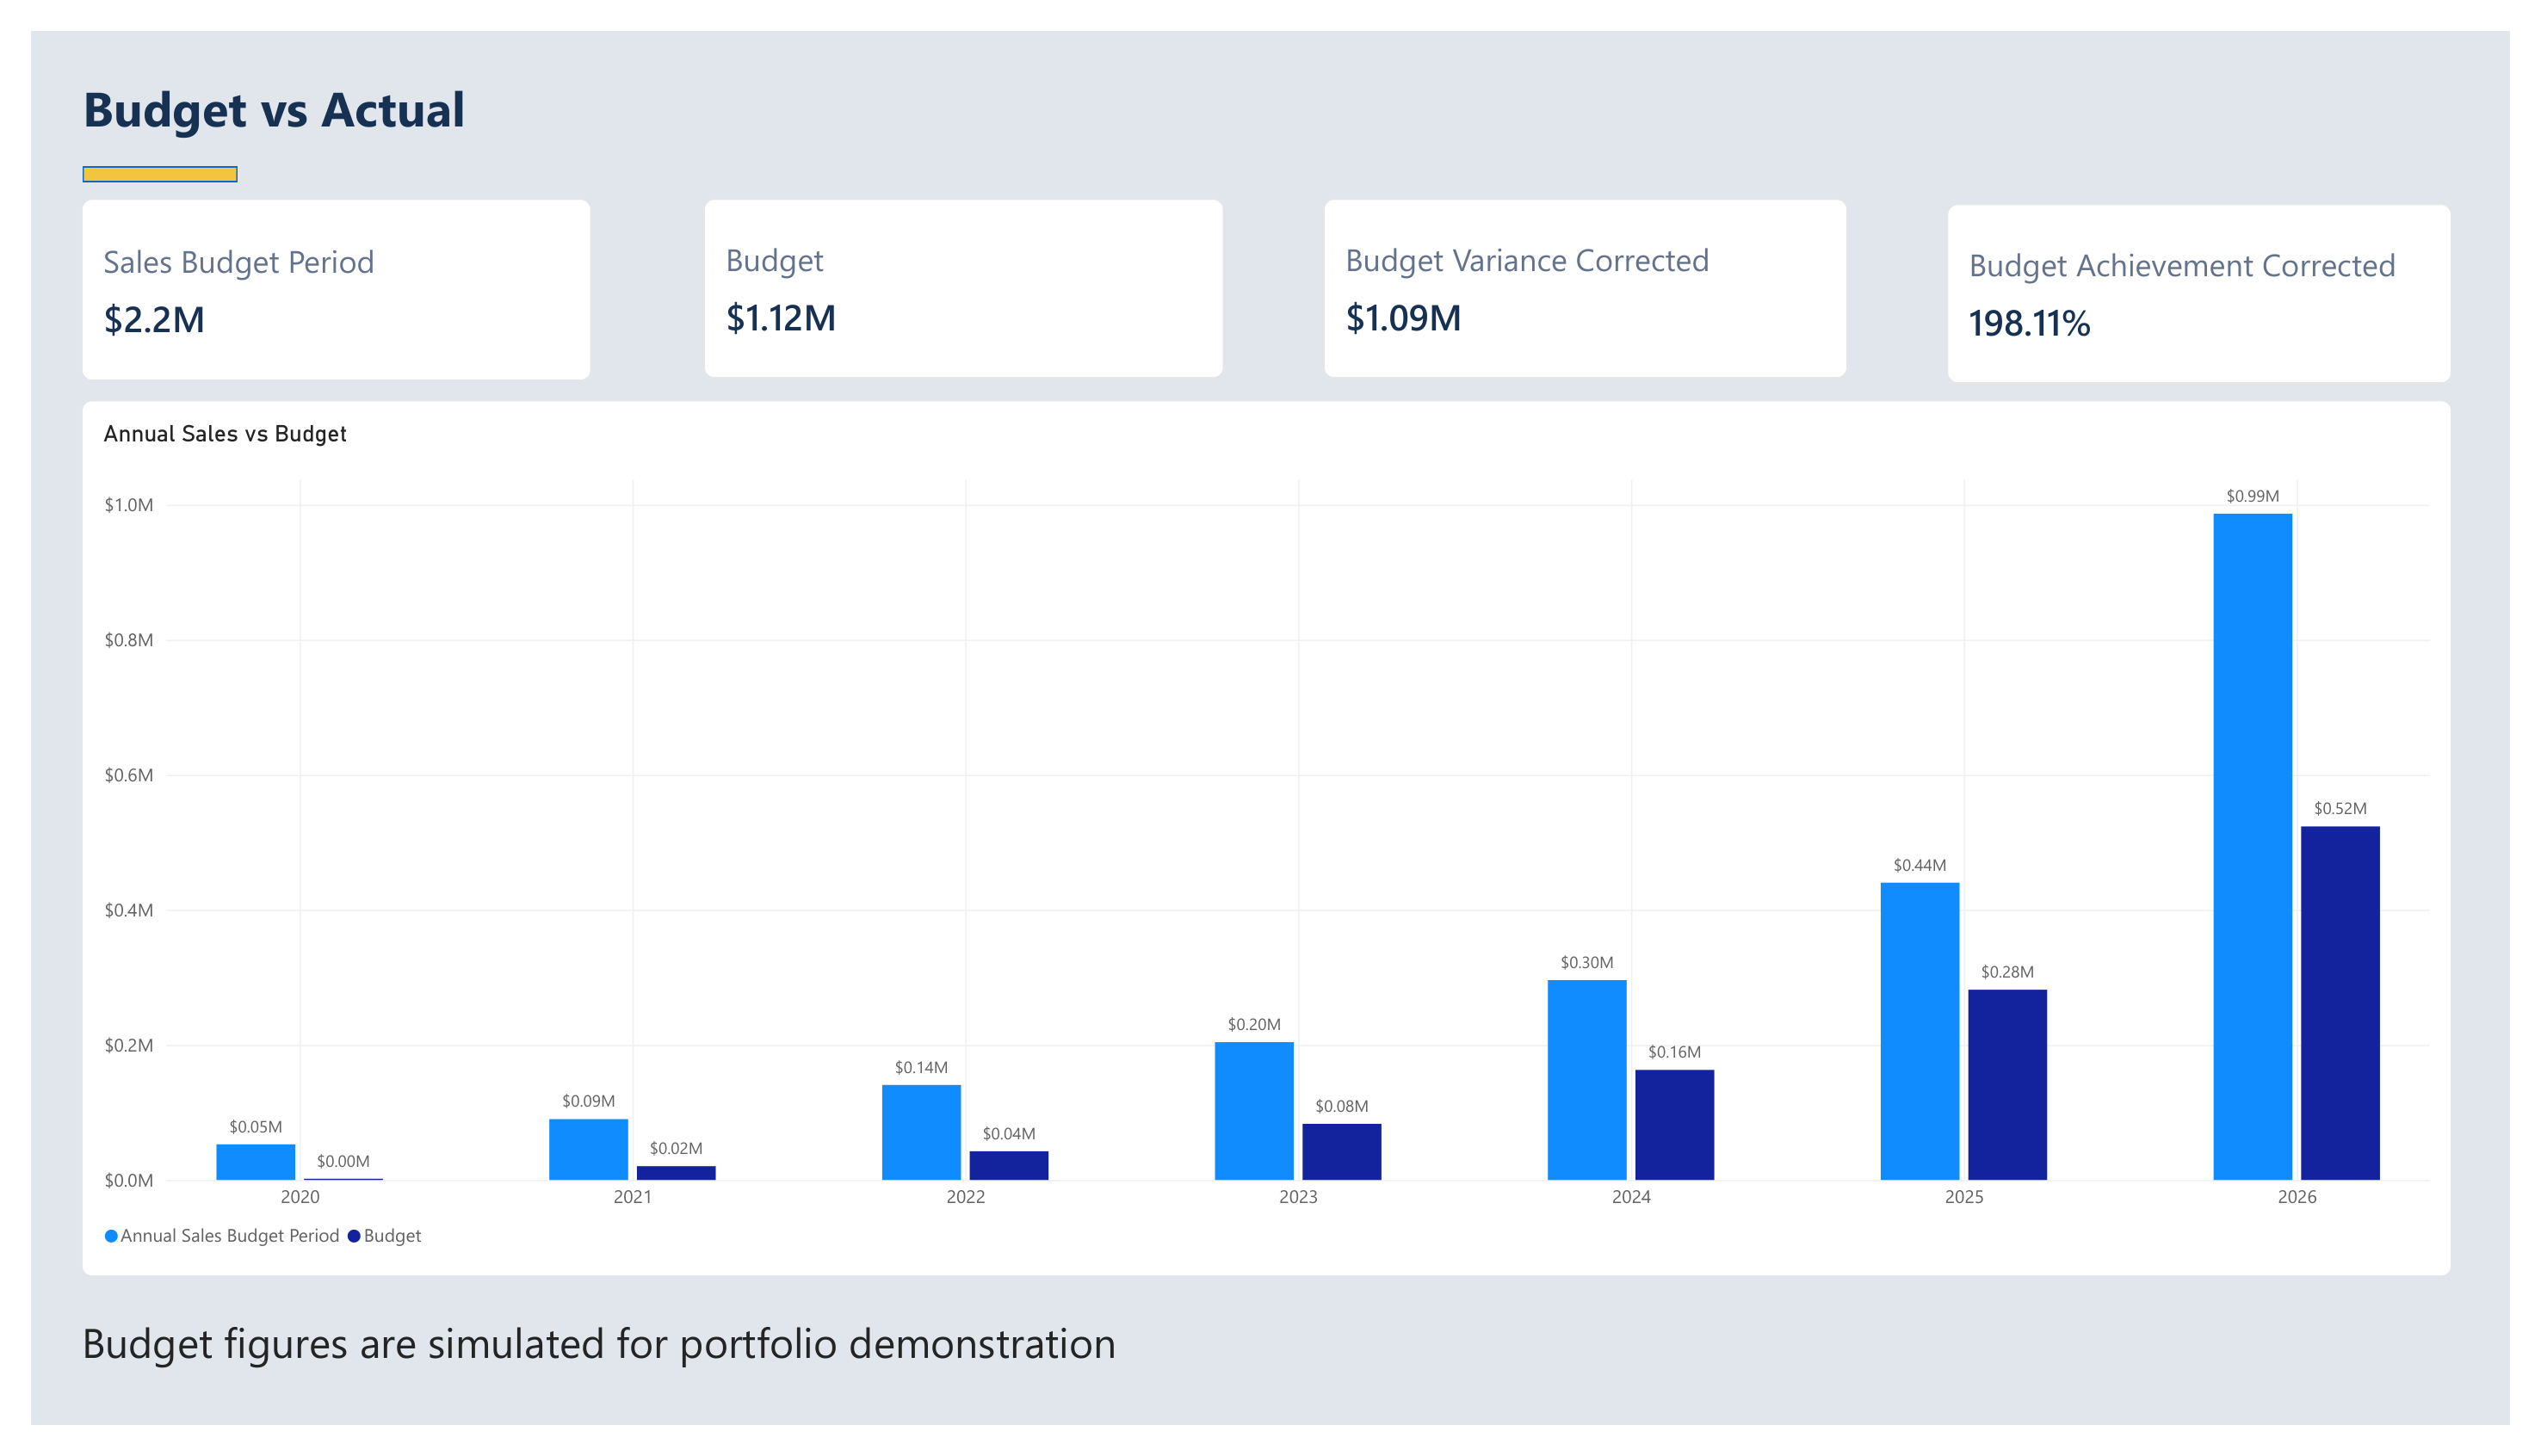 Budget vs Actual
Sales Budget Period
$2.2M
Budget
$1.12M
Budget Variance Corrected
$1.09M
Budget Achievement Corrected
198.11%
Annual Sales vs Budget
$1.0M
$0.8M
$0.6M
$0.4M
$0.2M
$0.0M
$0.05M
$0.00M
$0.09M
$0.02M
$0.14M
$0.04M
$0.20M
$0.08M
$0.30M
$0.16M
$0.44M
$0.28M
$0.99M
$0.52M
2020 2021 2022 2023 2024 2025 2026
Annual Sales Budget Period Budget
Budget figures are simulated for portfolio demonstration